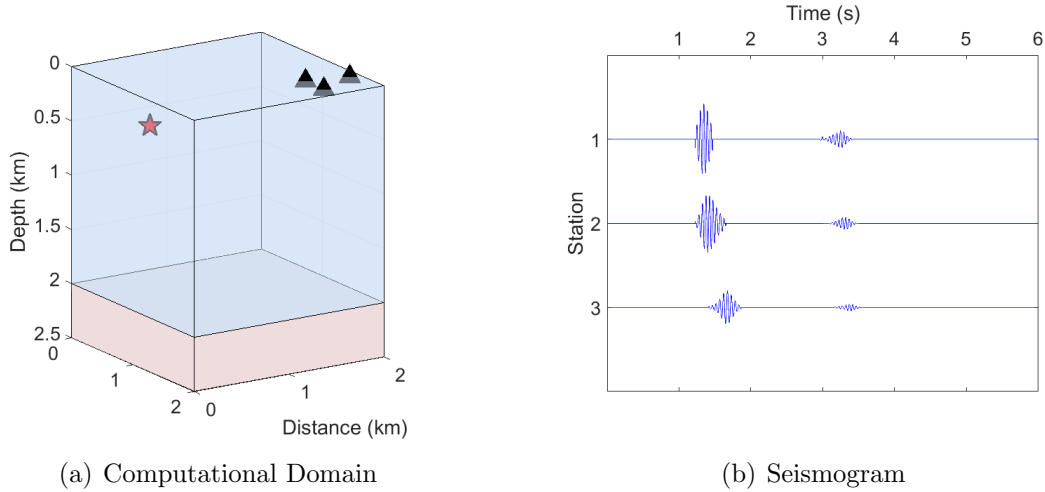 0
0.5
1
1.5
2
2.5
Depth (km)
0
1
2
0
1
2
Distance (km)
(a) Computational Domain
Time (s)
1 2 3 4 5 6
Station
1
2
3
(b) Seismogram